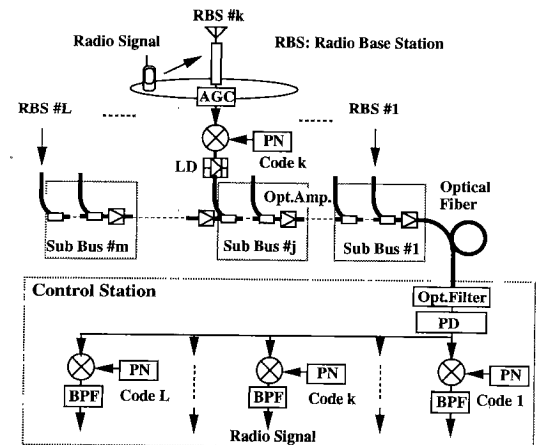 RBS #k
Radio Signal
RBS: Radio Base Station
AGC
RBS #L
RBS #1
PN
Code k
LD
Opt.Amp.
Optical
Fiber
Sub Bus #m
Sub Bus #j
Sub Bus #1
Control Station
Opt.Filter
PD
PN
PN
PN
BPF
Code L
BPF
Code k
BPF
Code 1
Radio Signal